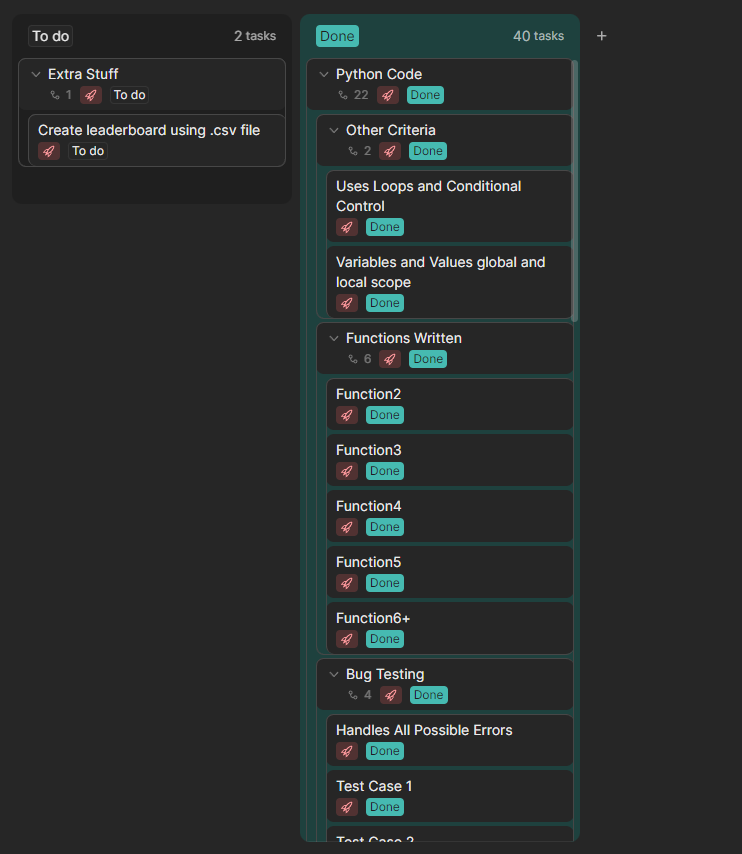 To do
2 tasks
Extra Stuff
1
To do
Create leaderboard using .csv file
To do
Done
40 tasks
+
Python Code
22
Done
Other Criteria
2
Done
Uses Loops and Conditional
Control
Done
Variables and Values global and
local scope
Done
Functions Written
6
Done
Function2
Done
Function3
Done
Function4
Done
Function5
Done
Function6+
Done
Bug Testing
4
Done
Handles All Possible Errors
Done
Test Case 1
Done
Test Case 2